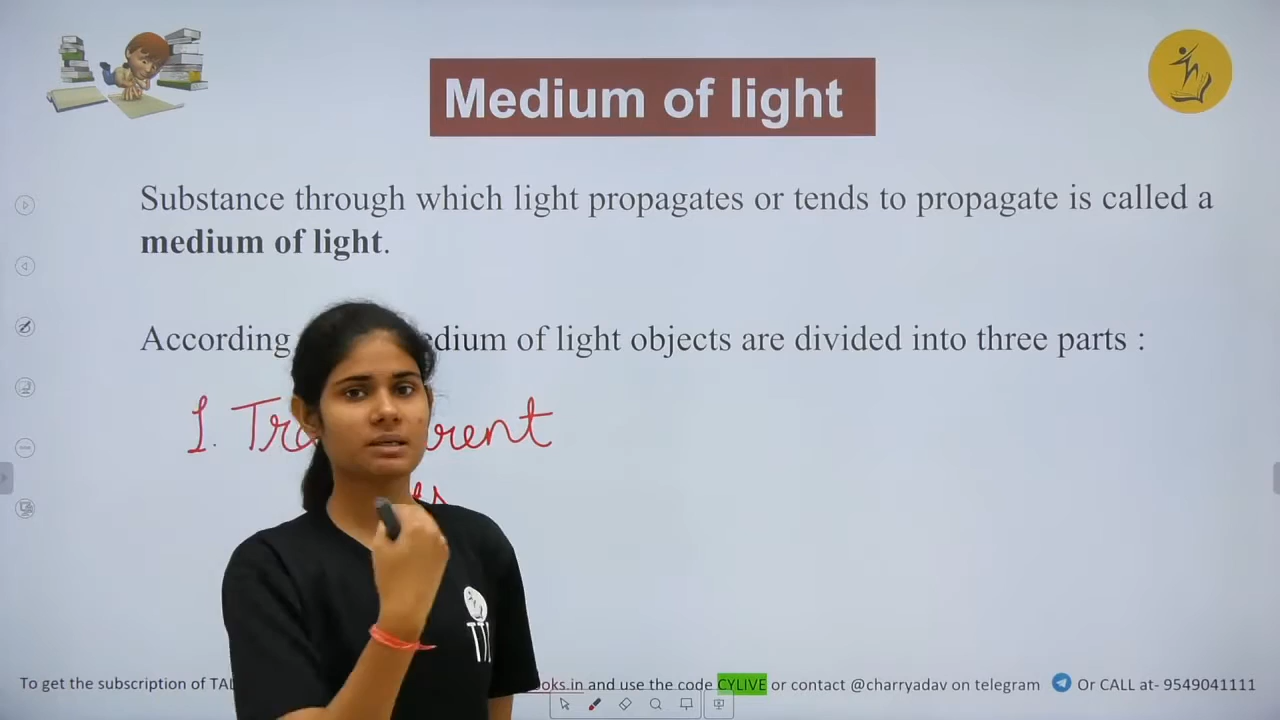 Medium of light
Substance through which light propagates or tends to propagate is called a
medium of light.
According edium of light objects are divided into three parts :
1. Tra rent
To get the subscription of TAL ooks.in and use the code CYLIVE or contact @charryadav on telegram Or CALL at- 9549041111